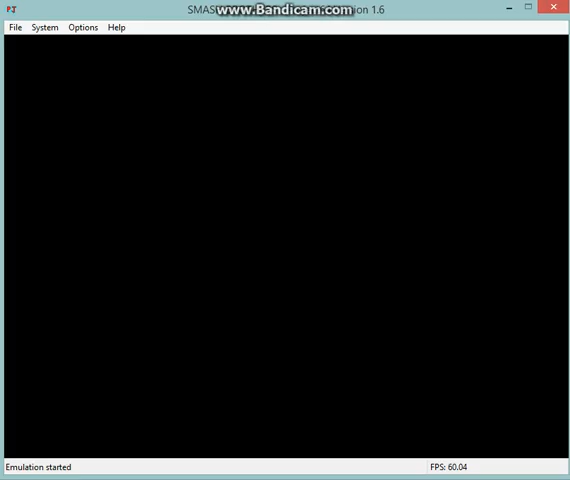 SMAS www.Bandicam.com ion 1.6
File System Options Help
Emulation started FPS: 60.04